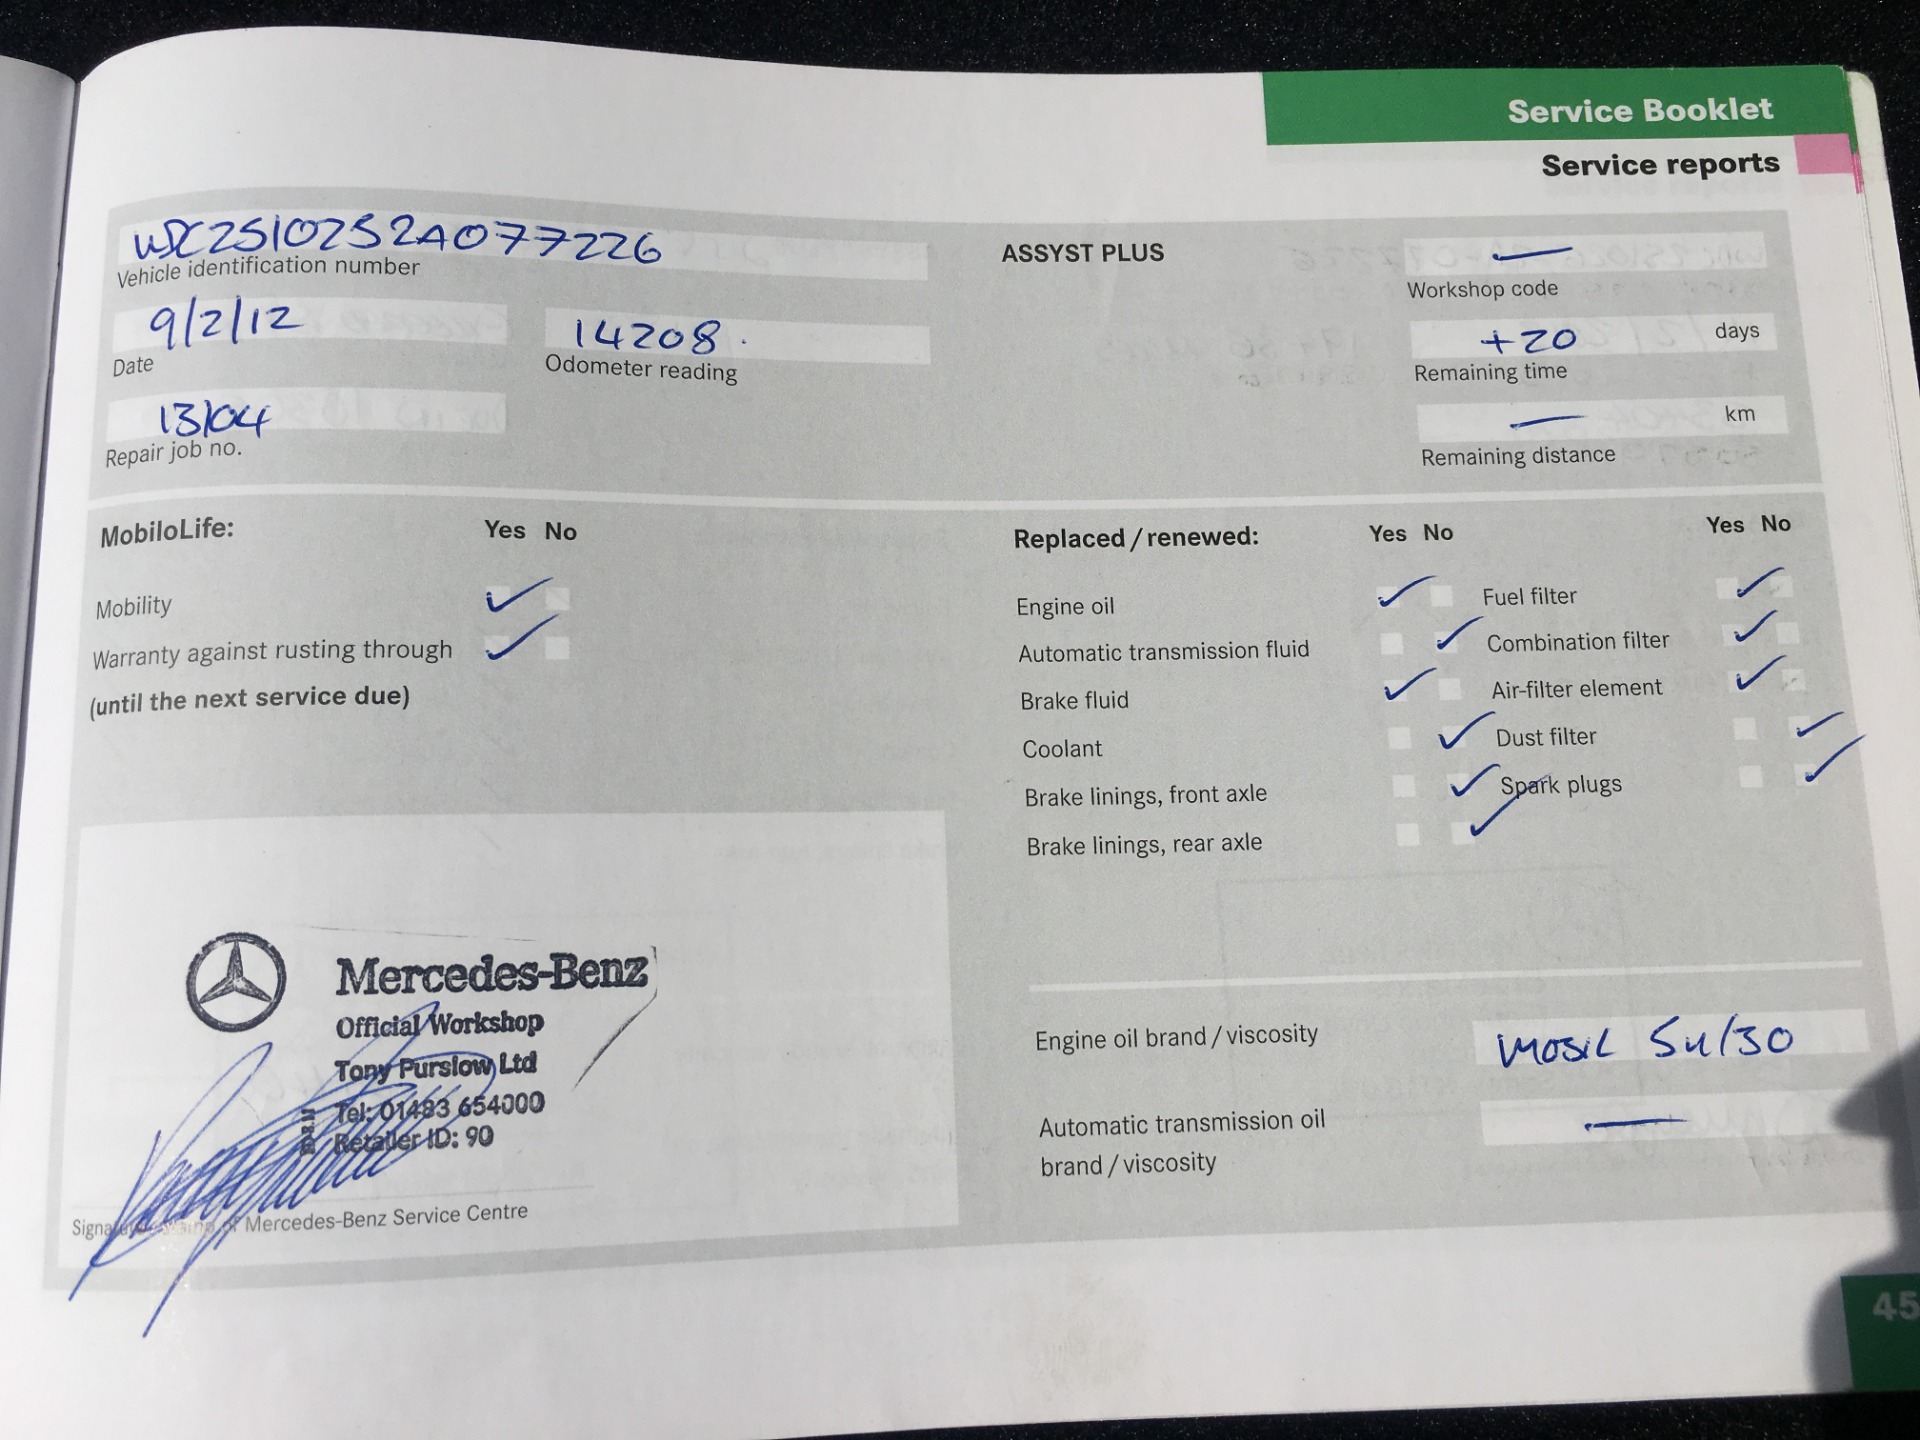 Service Booklet
Service reports
WDC2510252A077226
Vehicle identification number
9/2/12
Date
14208.
Odometer reading
13104
Repair job no.
ASSYST PLUS
—
Workshop code
+20 days
Remaining time
— km
Remaining distance
MobiloLife: Yes No
Mobility
Warranty against rusting through
(until the next service due)
Replaced / renewed: Yes No Yes No
Engine oil Fuel filter
Automatic transmission fluid Combination filter
Brake fluid Air-filter element
Coolant Dust filter
Brake linings, front axle Spark plugs
Brake linings, rear axle
Mercedes-Benz
Official Workshop
Tony Purslow Ltd
Tel: 01483 654000
Retailer ID: 90
of Mercedes-Benz Service Centre
Engine oil brand / viscosity
MOBIL 5W/30
Automatic transmission oil —
brand / viscosity
45